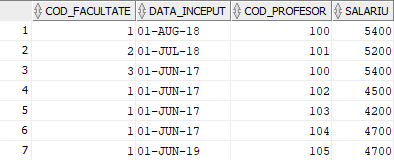 COD_FACULTATE DATA_INCEPUT COD_PROFESOR SALARIU
1 1 01-AUG-18 100 5400
2 2 01-JUL-18 101 5200
3 3 01-JUN-17 100 5400
4 1 01-JUN-17 102 4500
5 1 01-JUN-17 103 4200
6 1 01-JUN-17 104 4700
7 1 01-JUN-19 105 4700